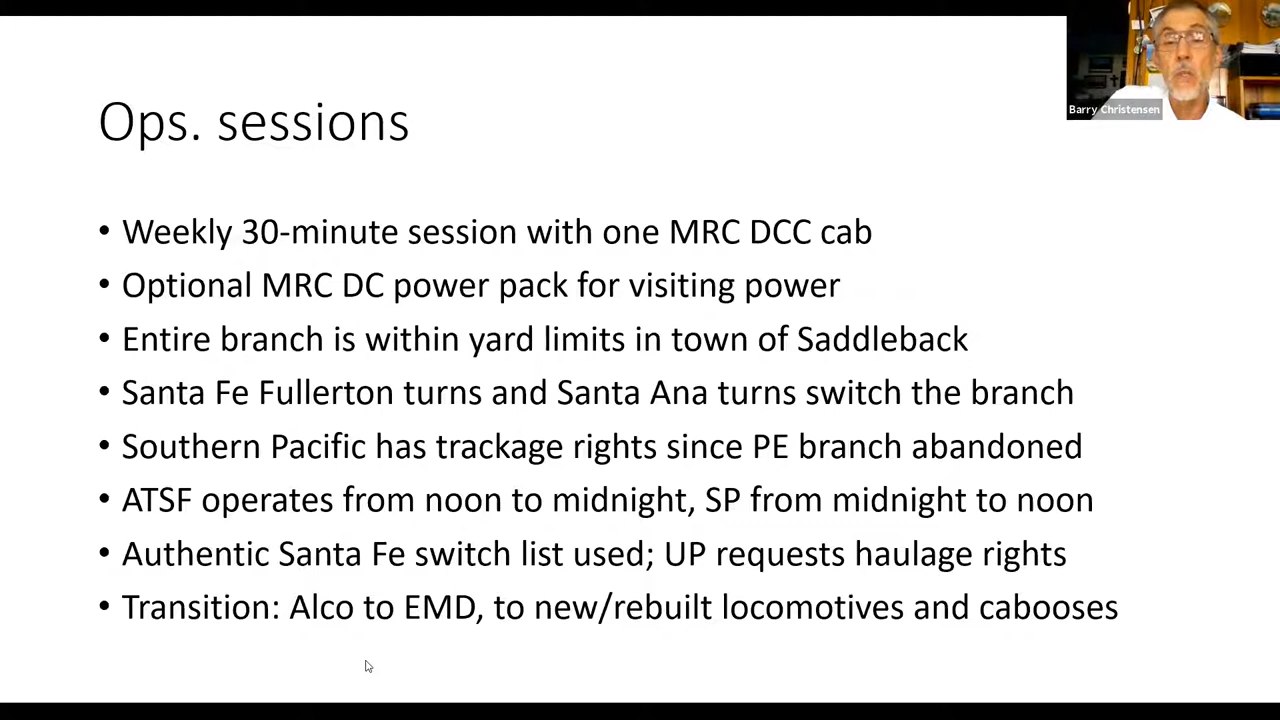 Barry Christensen
Ops. sessions
• Weekly 30-minute session with one MRC DCC cab
• Optional MRC DC power pack for visiting power
• Entire branch is within yard limits in town of Saddleback
• Santa Fe Fullerton turns and Santa Ana turns switch the branch
• Southern Pacific has trackage rights since PE branch abandoned
• ATSF operates from noon to midnight, SP from midnight to noon
• Authentic Santa Fe switch list used; UP requests haulage rights
• Transition: Alco to EMD, to new/rebuilt locomotives and cabooses